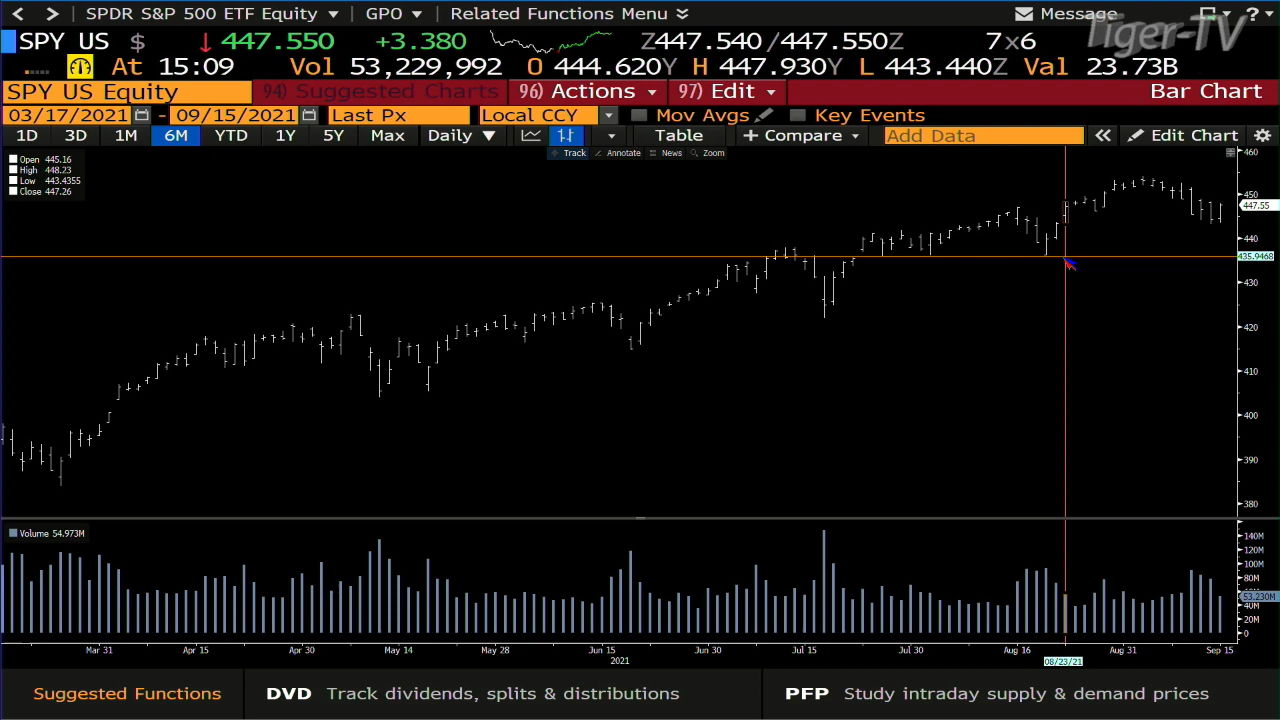 < > SPDR S&P 500 ETF Equity GPO Related Functions Menu Message ?
Tiger-TV
SPY US $ ↓ 447.550 +3.380 Z447.540/447.550Z 7x6
At 15:09 Vol 53,229,992 O 444.620Y H 447.930Y L 443.440Z Val 23.73B
SPY US Equity 94) Suggested Charts 96) Actions 97) Edit Bar Chart
03/17/2021 - 09/15/2021 Last Px Local CCY Mov Avgs Key Events
1D 3D 1M 6M YTD 1Y 5Y Max Daily ▼ Table + Compare Add Data « Edit Chart
Track Annotate News Zoom
Open 445.16
High 448.23
Low 443.4355
Close 447.26
460
450
447.55
440
435.9468
430
420
410
400
390
380
Volume 54.973M
140M
120M
100M
80M
53.230M
40M
20M
0
Mar 31 Apr 15 Apr 30 May 14 May 28 Jun 15 Jun 30 Jul 15 Jul 30 Aug 16 Aug 31 Sep 15
2021 08/23/21
Suggested Functions DVD Track dividends, splits & distributions PFP Study intraday supply & demand prices